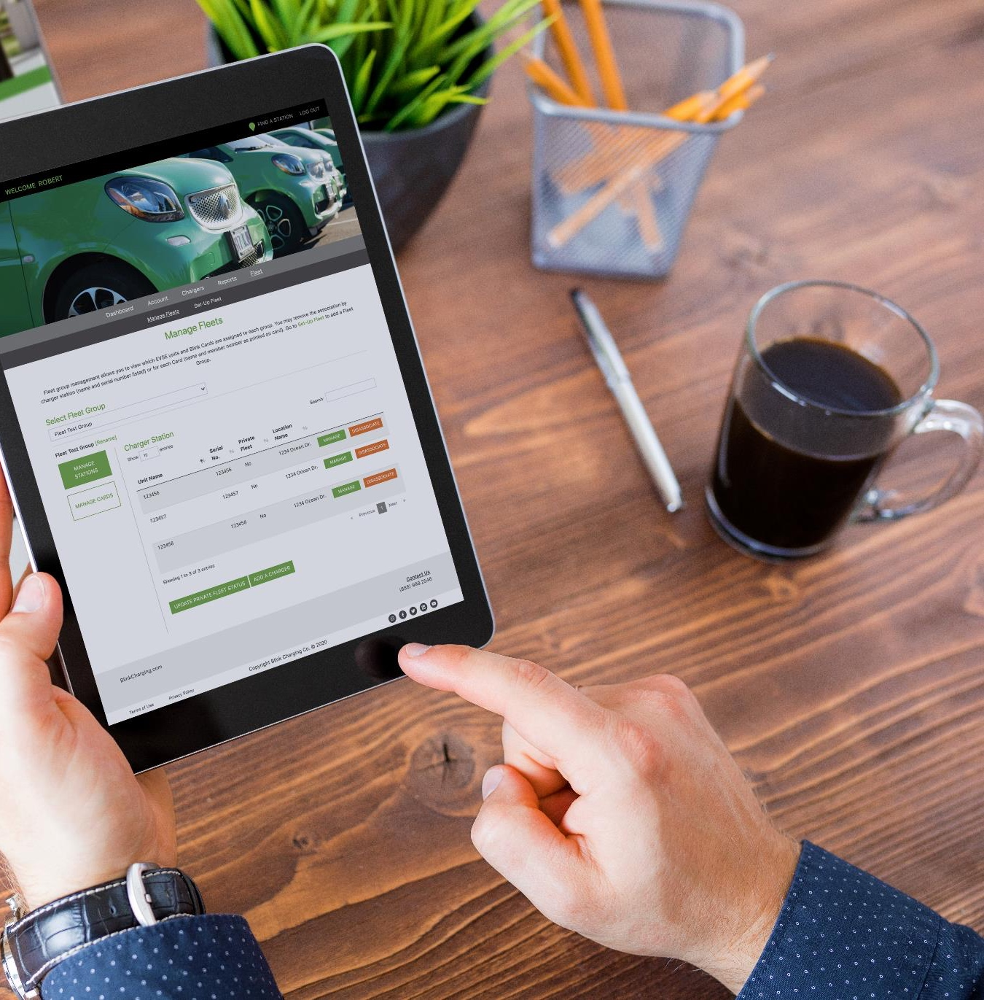 FIND A STATION LOG OUT
WELCOME ROBERT
Dashboard Account Chargers Reports Fleet
Manage Fleets Set-Up Fleet
Manage Fleets
Fleet group management allows you to view which EVSE units and Blink Cards are assigned to each group. You may remove the association by
charger station (name and serial number listed) or for each Card (name and member number as printed on card). Go to Set-Up Fleet to add a Fleet
Group.
Select Fleet Group
Fleet Test Group
Search:
Fleet Test Group (Rename)
MANAGE
STATIONS
MANAGE CARDS
Charger Station
Show 10 entries
Unit Name Serial No. Private Fleet Location Name
123456 123456 No 1234 Ocean Dr. MANAGE DISASSOCIATE
123457 123457 No 1234 Ocean Dr. MANAGE DISASSOCIATE
123458 123458 No 1234 Ocean Dr. MANAGE DISASSOCIATE
< Previous 1 Next >
Showing 1 to 3 of 3 entries
UPDATE PRIVATE FLEET STATUS ADD A CHARGER
Contact Us
(888) 998.2546
BlinkCharging.com
Copyright Blink Charging Co. © 2020
Terms of Use Privacy Policy